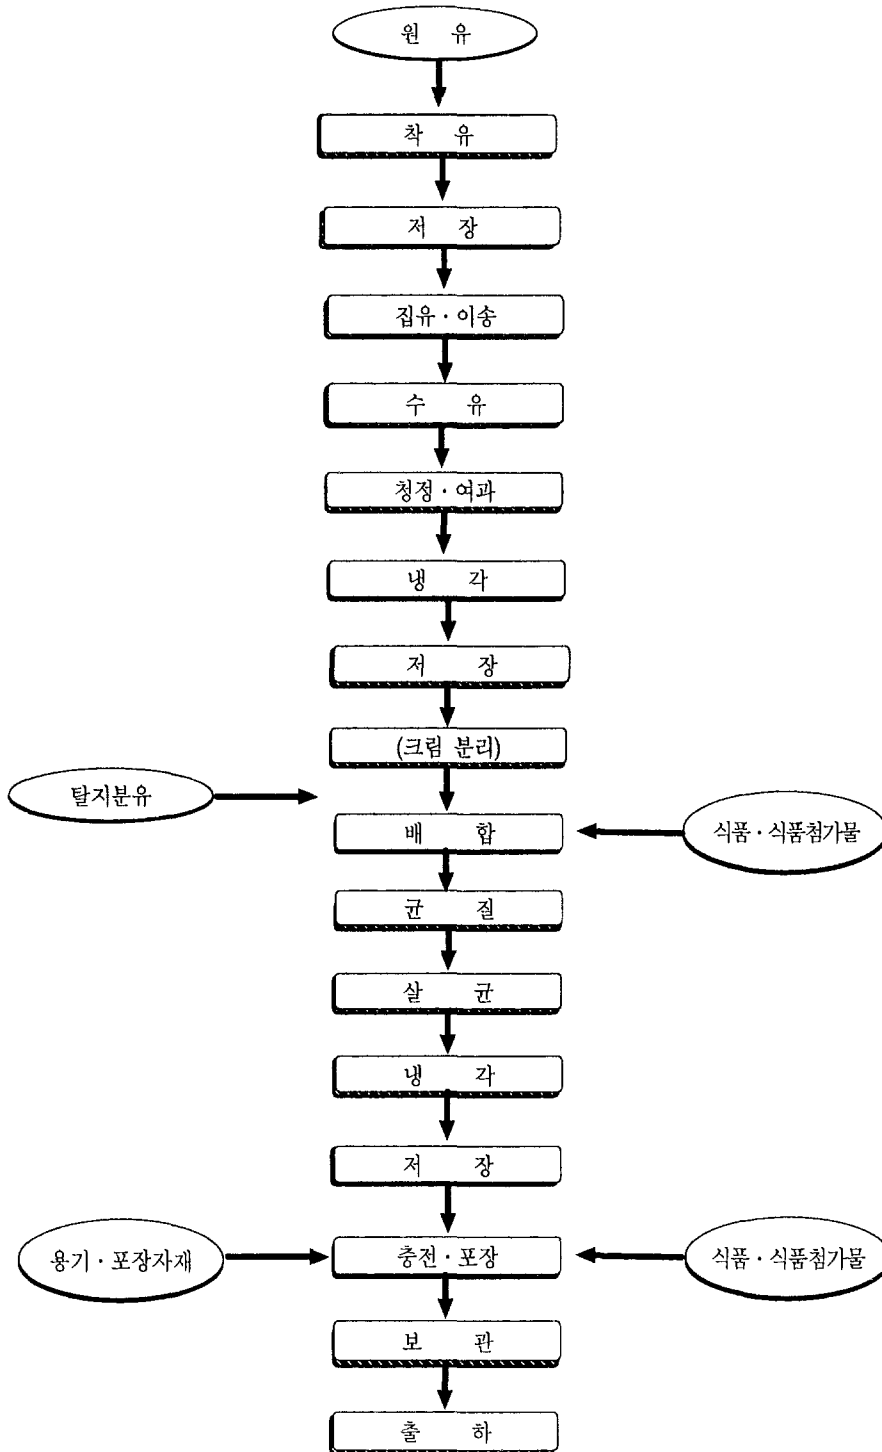 원 유
착 유
저 장
집유·이송
수 유
청정·여과
냉 각
저 장
(크림 분리)
탈지분유
배 합
식품·식품첨가물
균 질
살 균
냉 각
저 장
용기·포장자재
충전·포장
식품·식품첨가물
보 관
출 하